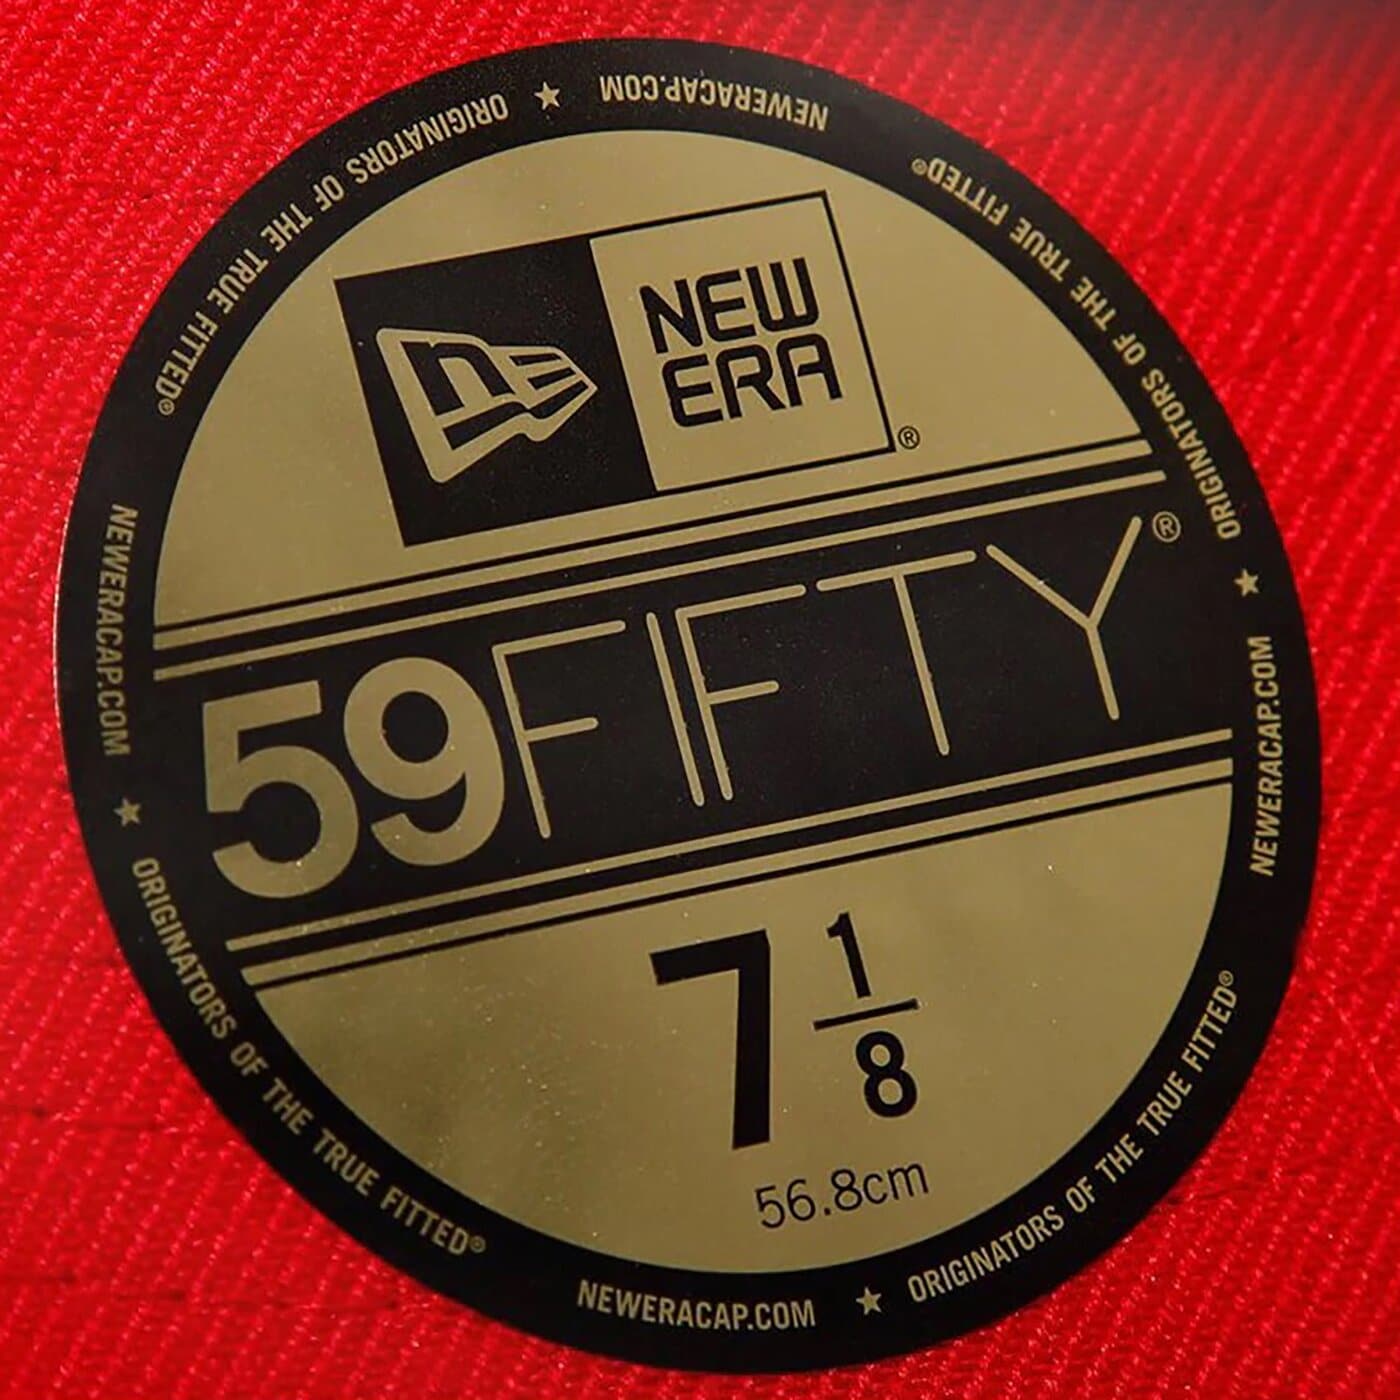 NEW
ERA®
59FIFTY®
7 1/8
56.8cm
NEWERACAP.COM ★ ORIGINATORS OF THE TRUE FITTED®
NEWERACAP.COM ★ ORIGINATORS OF THE TRUE FITTED®
NEWERACAP.COM ★ ORIGINATORS OF THE TRUE FITTED®
NEWERACAP.COM ★ ORIGINATORS OF THE TRUE FITTED®